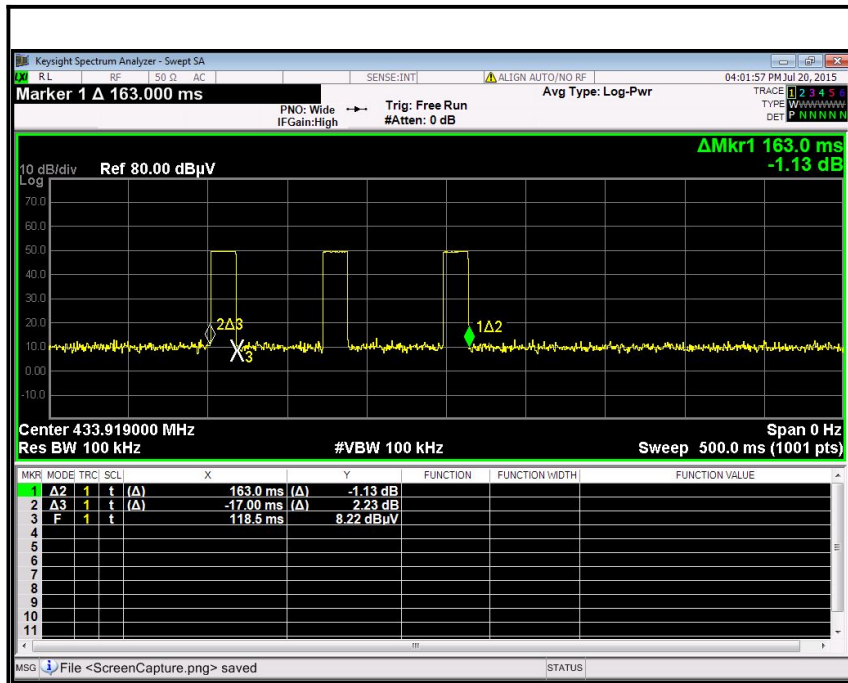 Keysight Spectrum Analyzer - Swept SA
LXI RL RF 50 Ω AC SENSE:INT ALIGN AUTO/NO RF 04:01:57 PM Jul 20, 2015
Marker 1 Δ 163.000 ms
PNO: Wide
IFGain:High
Trig: Free Run
#Atten: 0 dB
Avg Type: Log-Pwr
TRACE 1 2 3 4 5 6
TYPE W
DET P N N N N N
ΔMkr1 163.0 ms
-1.13 dB
10 dB/div Ref 80.00 dBµV
Log
70.0
60.0
50.0
40.0
30.0
20.0
10.0
0.00
-10.0
2Δ3
1Δ2
3
Center 433.919000 MHz Span 0 Hz
Res BW 100 kHz #VBW 100 kHz Sweep 500.0 ms (1001 pts)
MKR MODE TRC SCL X Y FUNCTION FUNCTION WIDTH FUNCTION VALUE
1 Δ2 1 t (Δ) 163.0 ms (Δ) -1.13 dB
2 Δ3 1 t (Δ) -17.00 ms (Δ) 2.23 dB
3 F 1 t 118.5 ms 8.22 dBµV
4
5
6
7
8
9
10
11
MSG File <ScreenCapture.png> saved STATUS